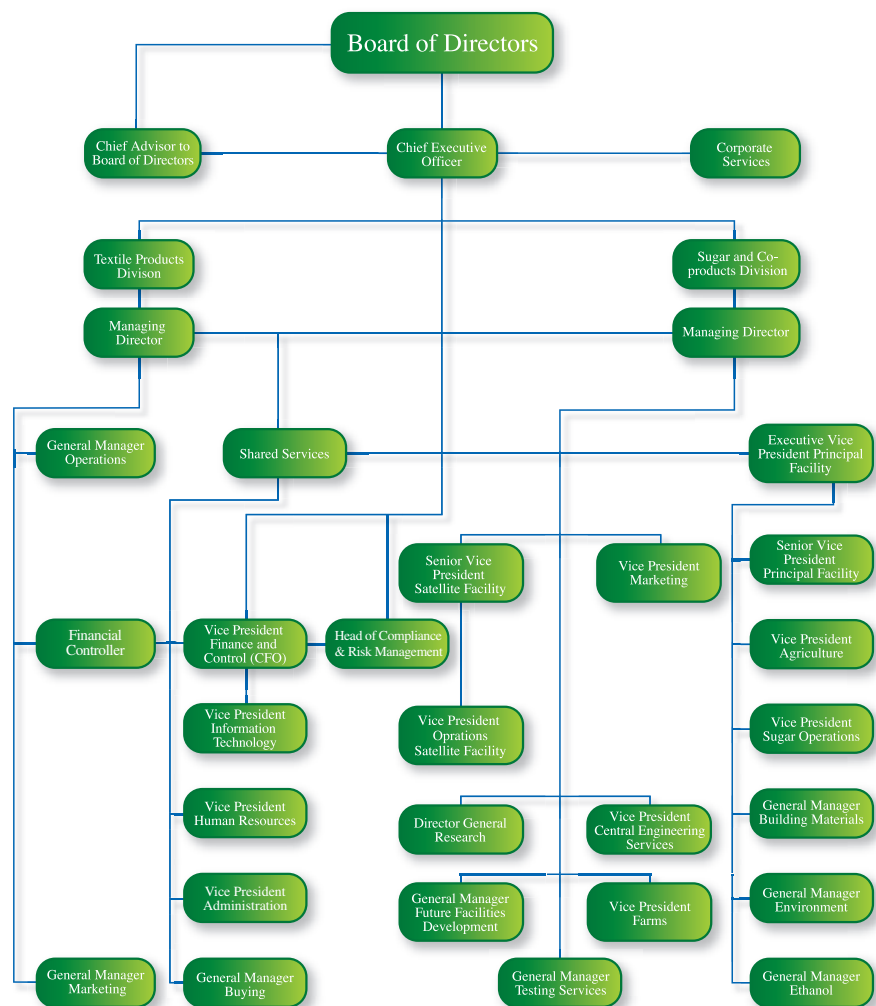 Board of Directors
Chief Advisor to
Board of Directors
Chief Executive
Officer
Corporate
Services
Textile Products
Divison
Sugar and Co-
products Division
Managing
Director
Managing Director
General Manager
Operations
Shared Services
Executive Vice
President Principal
Facility
Senior Vice
President
Satellite Facility
Vice President
Marketing
Senior Vice
President
Principal Facility
Financial
Controller
Vice President
Finance and
Control (CFO)
Head of Compliance
& Risk Management
Vice President
Agriculture
Vice President
Information
Technology
Vice President
Oprations
Satellite Facility
Vice President
Sugar Operations
Vice President
Human Resources
Director General
Research
Vice President
Central Engineering
Services
General Manager
Building Materials
Vice President
Administration
General Manager
Future Facilities
Development
Vice President
Farms
General Manager
Environment
General Manager
Marketing
General Manager
Buying
General Manager
Testing Services
General Manager
Ethanol